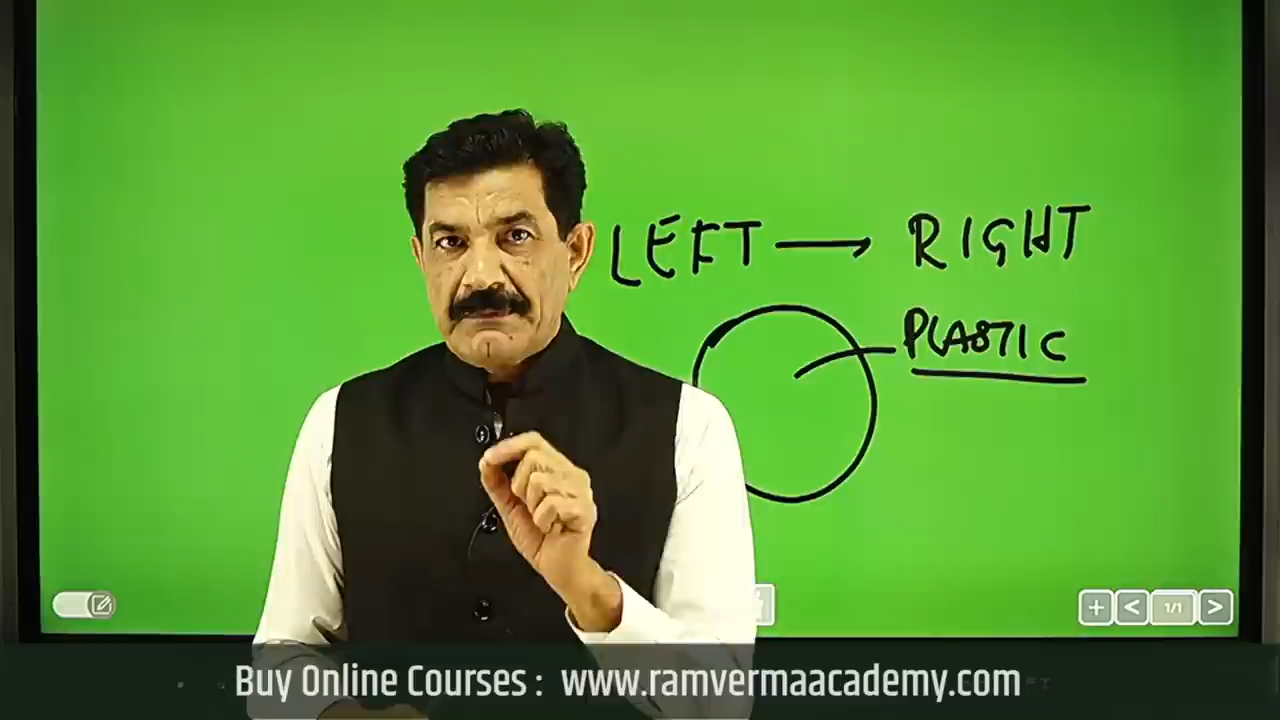 LEFT → RIGHT
PLASTIC
1/1
Buy Online Courses : www.ramvermaacademy.com